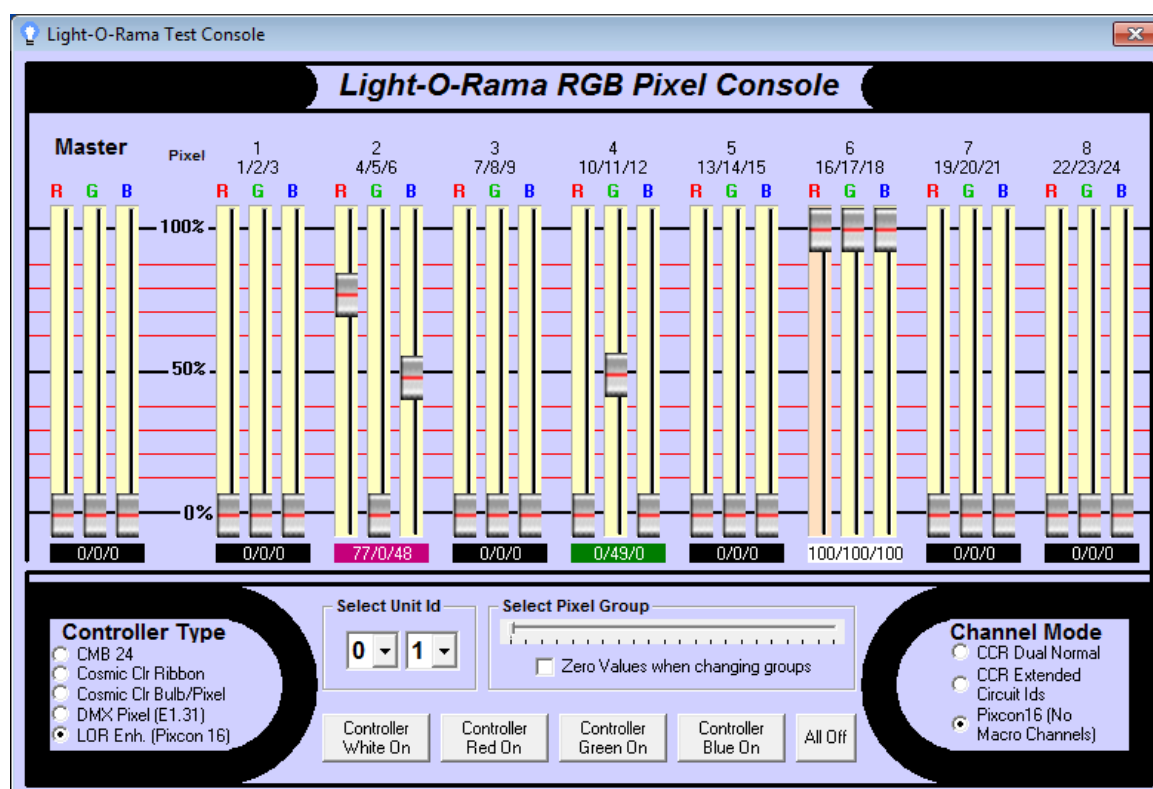 Light-O-Rama Test Console
Light-O-Rama RGB Pixel Console
Master Pixel 1 2 3 4 5 6 7 8
1/2/3 4/5/6 7/8/9 10/11/12 13/14/15 16/17/18 19/20/21 22/23/24
R G B R G B R G B R G B R G B R G B R G B R G B R G B
100%
50%
0%
0/0/0 0/0/0 77/0/48 0/0/0 0/49/0 0/0/0 100/100/100 0/0/0 0/0/0
Controller Type
CMB 24
Cosmic Clr Ribbon
Cosmic Clr Bulb/Pixel
DMX Pixel (E1.31)
LOR Enh. (Pixcon 16)
Select Unit Id
0 1
Select Pixel Group
Zero Values when changing groups
Controller
White On
Controller
Red On
Controller
Green On
Controller
Blue On
All Off
Channel Mode
CCR Dual Normal
CCR Extended
Circuit Ids
Pixcon16 (No
Macro Channels)